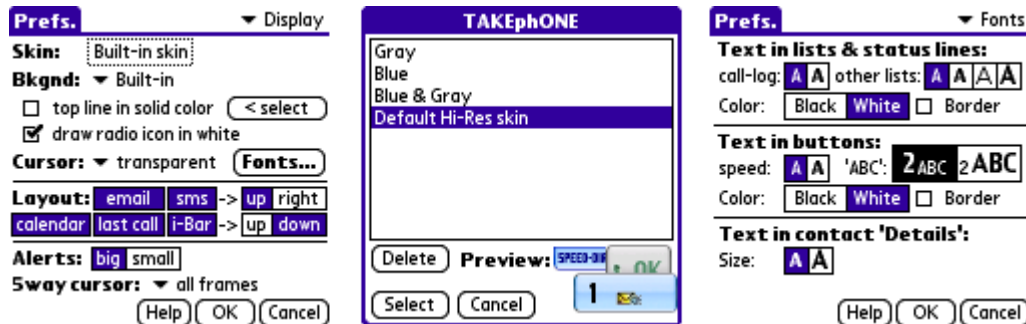 Prefs. Display
Skin: Built-in skin
Bkgnd: Built-in
top line in solid color < select
draw radio icon in white
Cursor: transparent Fonts...
Layout: email sms -> up right
calendar last call i-Bar -> up down
Alerts: big small
5way cursor: all frames
Help OK Cancel
TAKEphONE
Gray
Blue
Blue & Gray
Default Hi-Res skin
Delete Preview: SPEED-DIR OK
Select Cancel 1
Prefs. Fonts
Text in lists & status lines:
call-log: A A other lists: A A A A
Color: Black White Border
Text in buttons:
speed: A A 'ABC': 2ABC 2ABC
Color: Black White Border
Text in contact 'Details':
Size: A A
Help OK Cancel